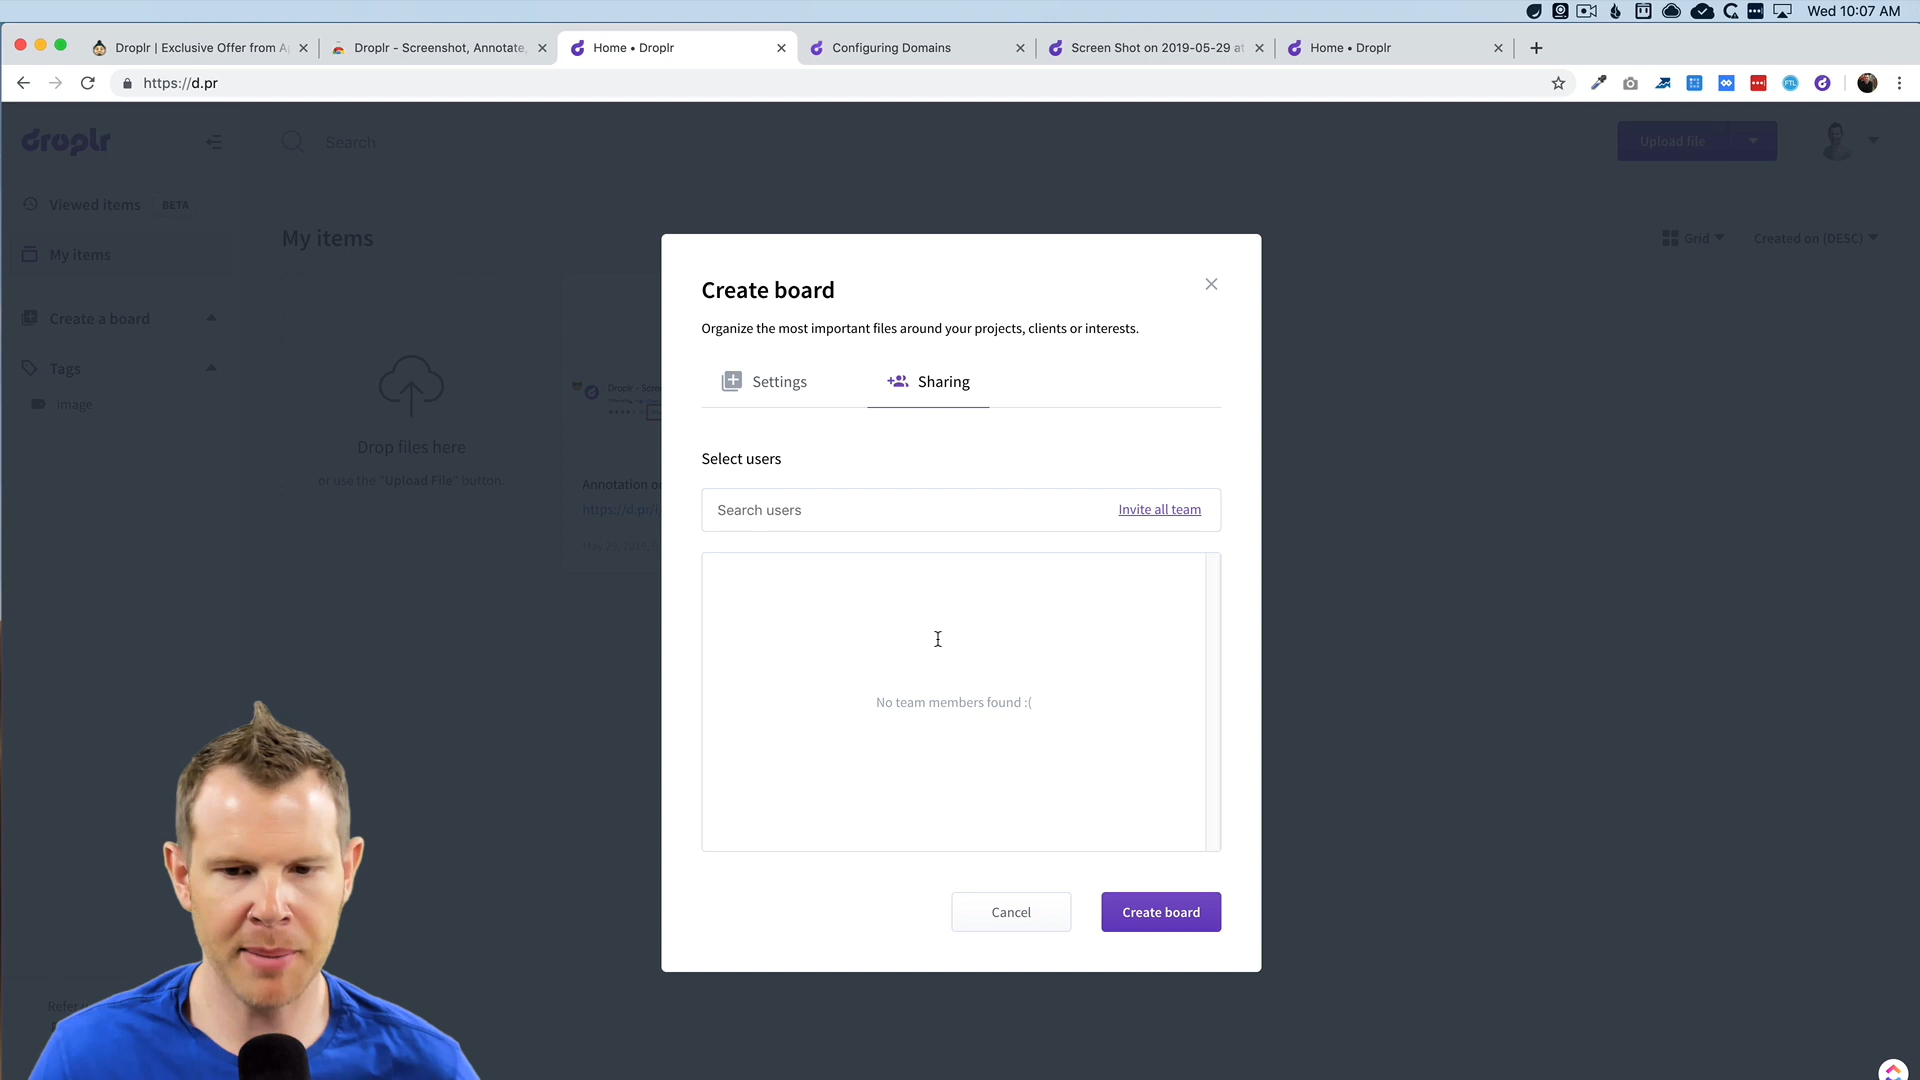 Wed 10:07 AM
Droplr | Exclusive Offer from A
Droplr - Screenshot, Annotate,
Home • Droplr
Configuring Domains
Screen Shot on 2019-05-29 at
Home • Droplr
https://d.pr
droplr
Search
Upload file
Viewed items BETA
My items
Create a board
Tags
image
My items
Grid
Created on (DESC)
Drop files here
or use the "Upload File" button.
Droplr - Scree
Annotation o
https://d.pr/i
May 29, 2019,
Create board
Organize the most important files around your projects, clients or interests.
Settings
Sharing
Select users
Search users
Invite all team
No team members found :(
Cancel
Create board
Refer